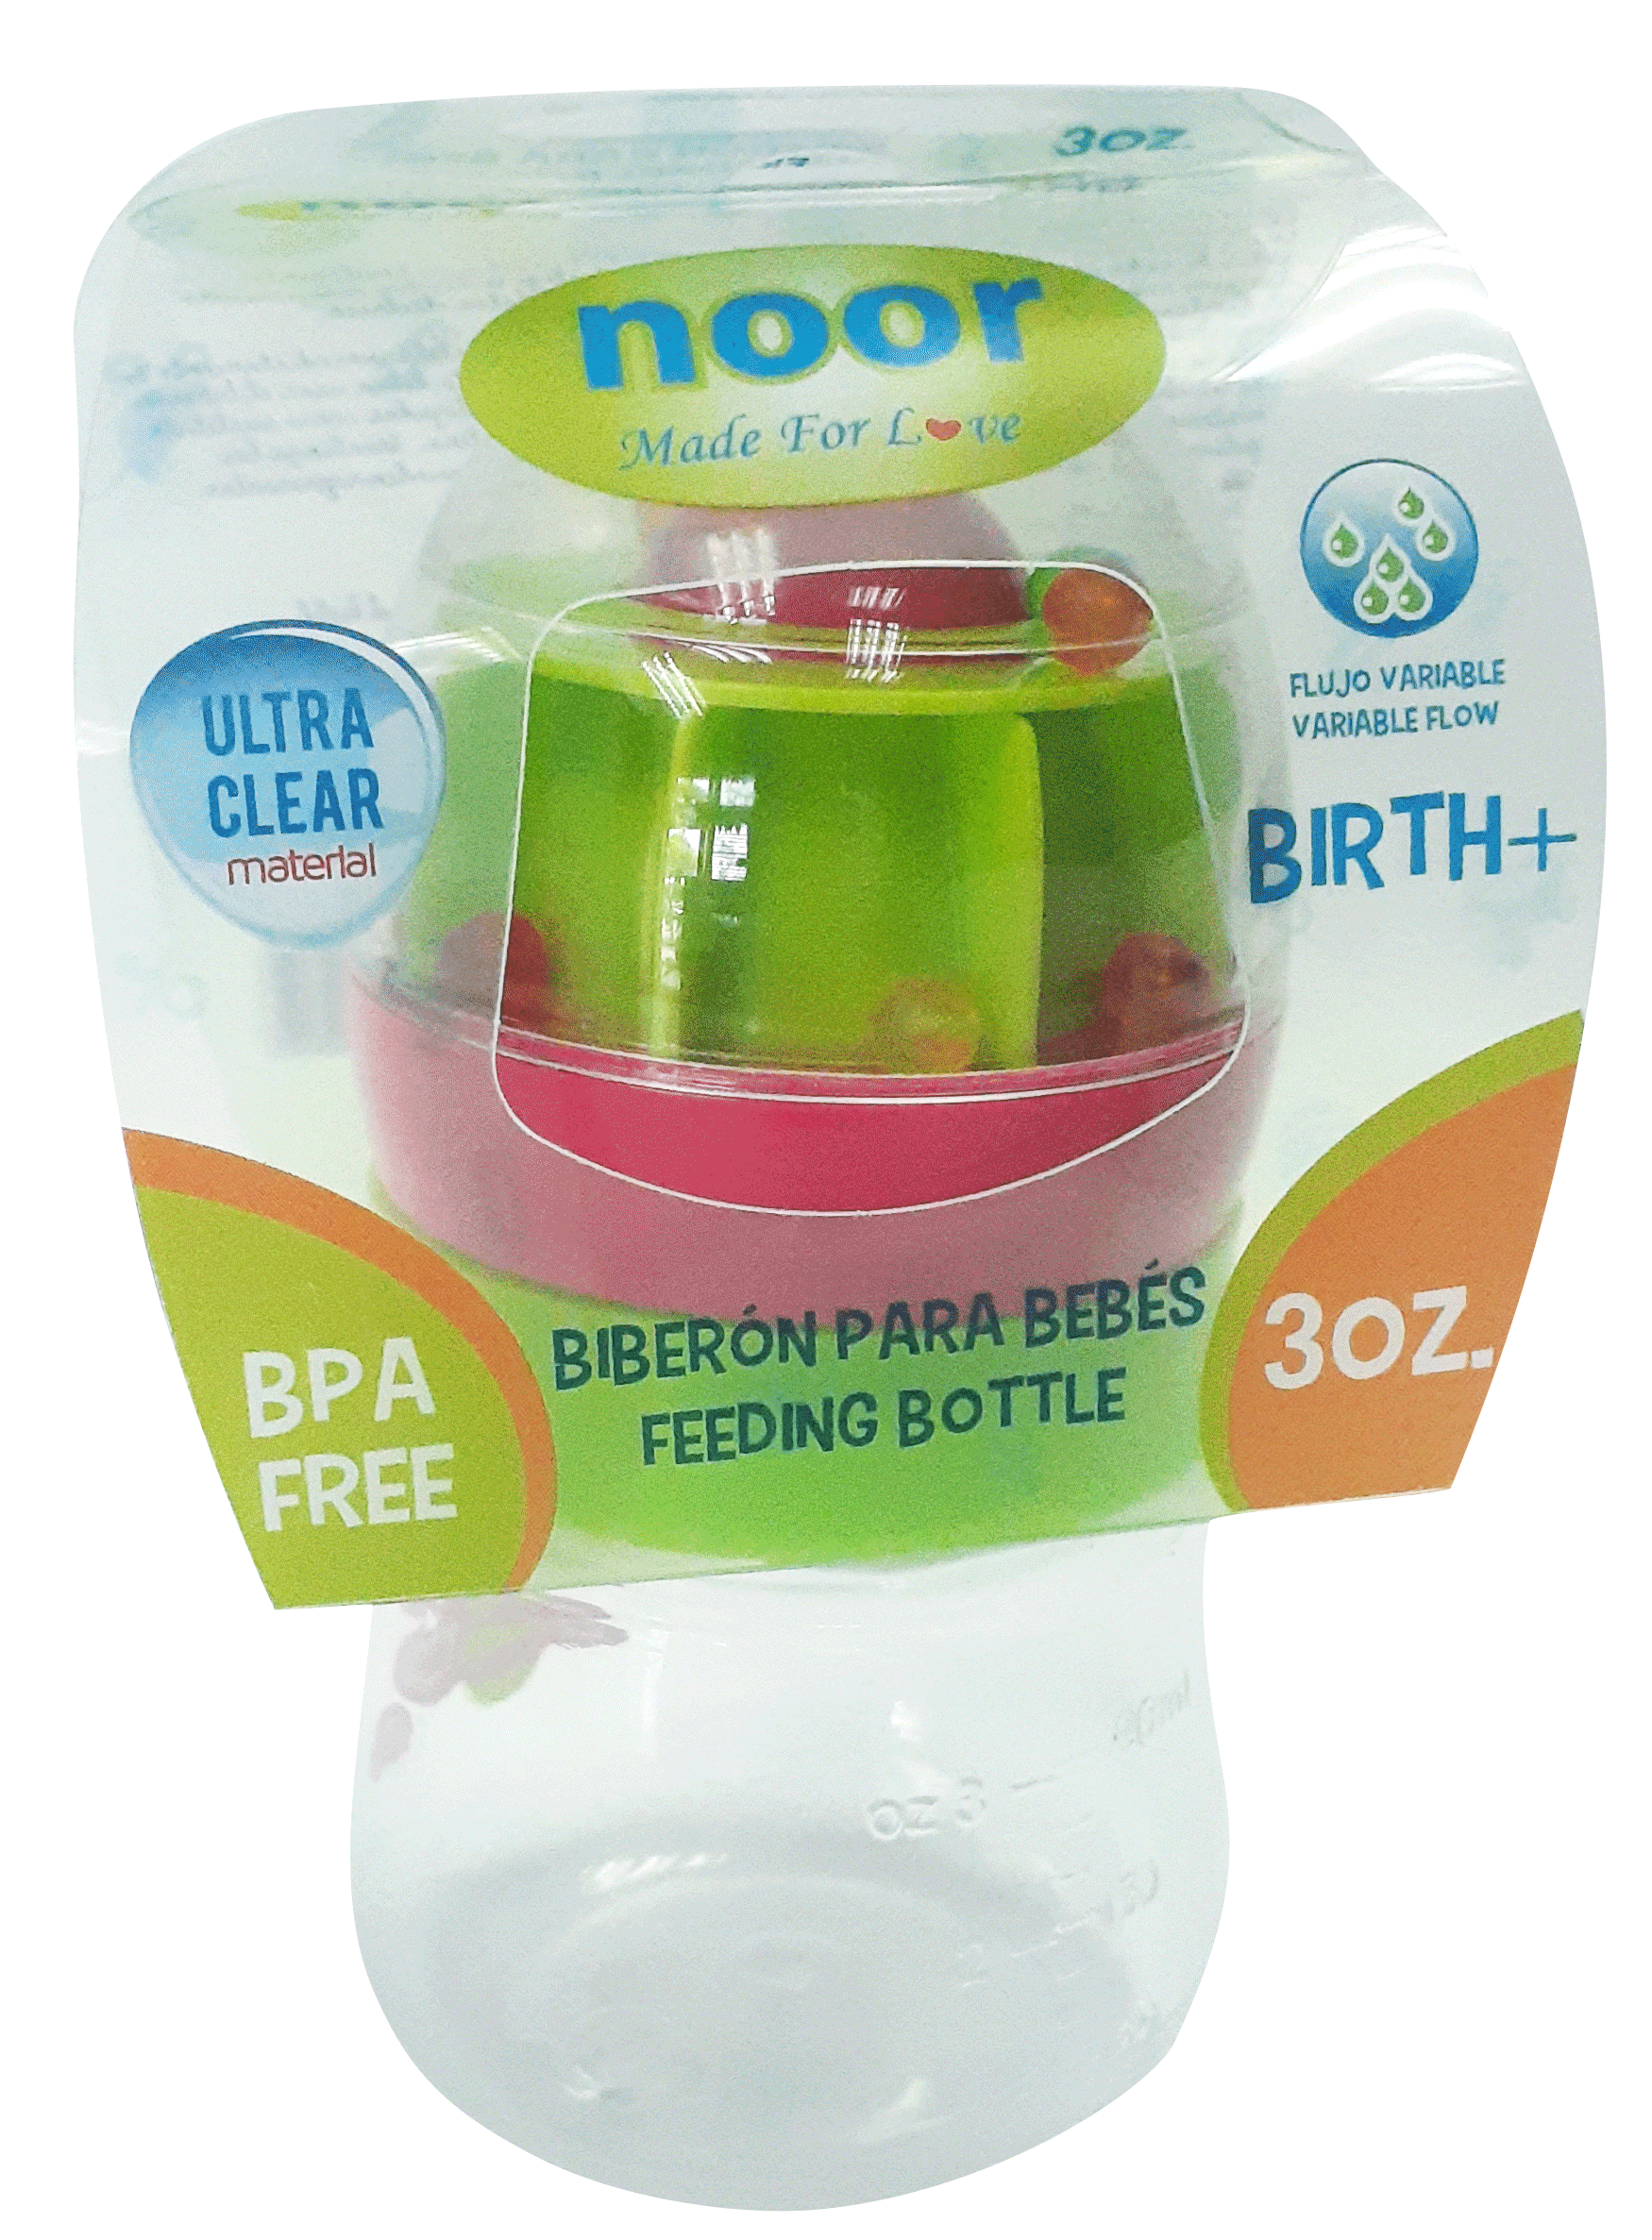 3OZ
noor
Made For Love
ULTRA
CLEAR
material
FLUJO VARIABLE
VARIABLE FLOW
BIRTH+
BPA
FREE
BIBERÓN PARA BEBÉS
FEEDING BOTTLE
3OZ.
oz 3